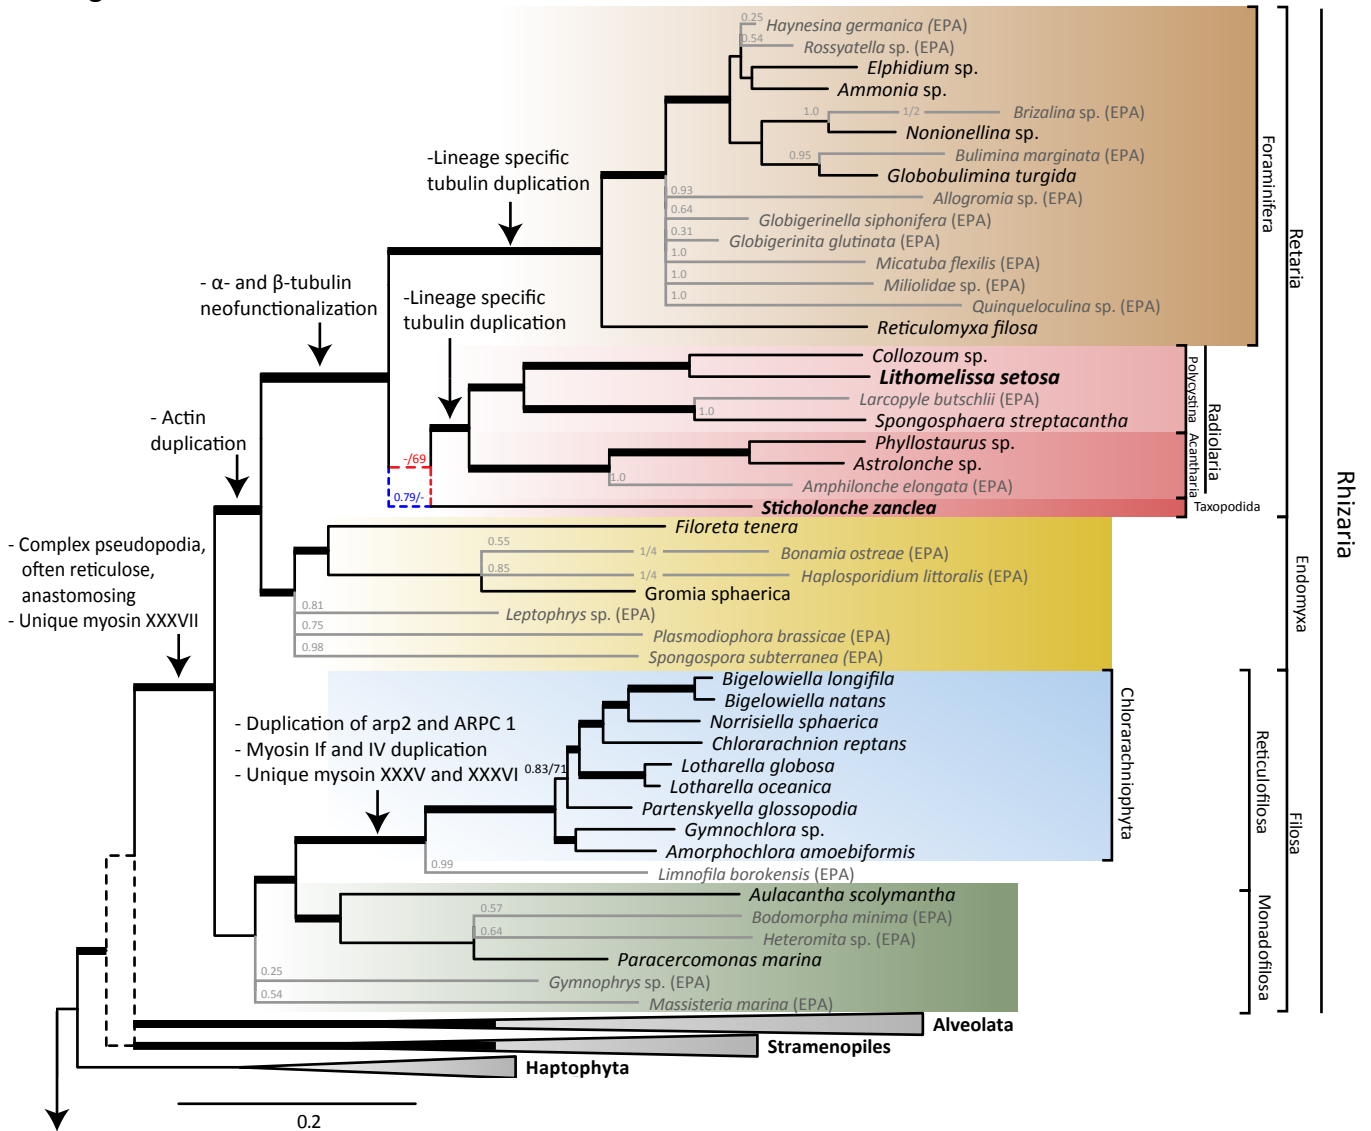 0.25
Haynesina germanica (EPA)
0.54
Rossyatella sp. (EPA)
Elphidium sp.
Ammonia sp.
1.0
1/2
Brizalina sp. (EPA)
Nonionellina sp.
0.95
Bulimina marginata (EPA)
Globobulimina turgida
0.93
Allogromia sp. (EPA)
0.64
Globigerinella siphonifera (EPA)
0.31
Globigerinita glutinata (EPA)
1.0
Micatuba flexilis (EPA)
1.0
Miliolidae sp. (EPA)
1.0
Quinqueloculina sp. (EPA)
Reticulomyxa filosa
-Lineage specific
tubulin duplication
- α- and β-tubulin
neofunctionalization
-Lineage specific
tubulin duplication
Collozoum sp.
Lithomelissa setosa
Larcopyle butschlii (EPA)
1.0
Spongosphaera streptacantha
- Actin
duplication
Phyllostaurus sp.
Astrolonche sp.
1.0
Amphilonche elongata (EPA)
-/69
0.79/-
Sticholonche zanclea
Taxopodida
Foraminifera
Retaria
Polycystina
Acantharia
Radiolaria
Rhizaria
- Complex pseudopodia,
often reticulose,
anastomosing
- Unique myosin XXXVII
Filoreta tenera
0.55
1/4
Bonamia ostreae (EPA)
0.85
1/4
Haplosporidium littoralis (EPA)
Gromia sphaerica
0.81
Leptophrys sp. (EPA)
0.75
Plasmodiophora brassicae (EPA)
0.98
Spongospora subterranea (EPA)
Endomyxa
- Duplication of arp2 and ARPC 1
- Myosin If and IV duplication
- Unique mysoin XXXV and XXXVI
Bigelowiella longifila
Bigelowiella natans
Norrisiella sphaerica
Chlorarachnion reptans
0.83/71
Lotharella globosa
Lotharella oceanica
Partenskyella glossopodia
Gymnochlora sp.
Amorphochlora amoebiformis
0.99
Limnofila borokensis (EPA)
Chlorarachniophyta
Reticulofilosa
Filosa
Aulacantha scolymantha
0.57
Bodomorpha minima (EPA)
0.64
Heteromita sp. (EPA)
Paracercomonas marina
0.25
Gymnophrys sp. (EPA)
0.54
Massisteria marina (EPA)
Monadofilosa
Alveolata
Stramenopiles
Haptophyta
0.2